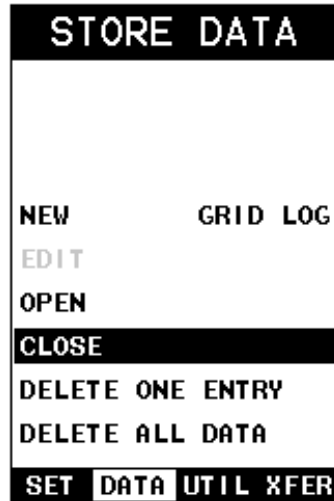 STORE DATA
NEW GRID LOG
EDIT
OPEN
CLOSE
DELETE ONE ENTRY
DELETE ALL DATA
SET DATA UTIL XFER